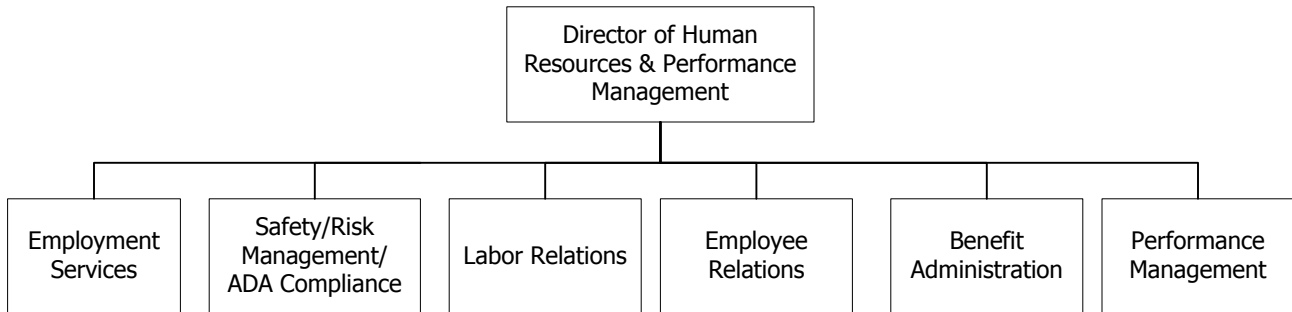 Director of Human
Resources & Performance
Management
Employment
Services
Safety/Risk
Management/
ADA Compliance
Labor Relations
Employee
Relations
Benefit
Administration
Performance
Management